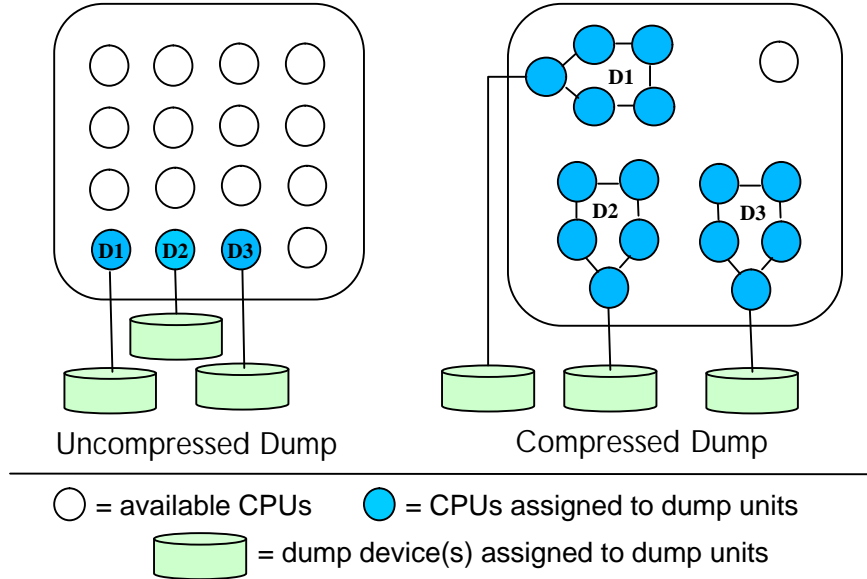 D1
D2
D3
D1
D2
D3
Uncompressed Dump
Compressed Dump
= available CPUs
= CPUs assigned to dump units
= dump device(s) assigned to dump units